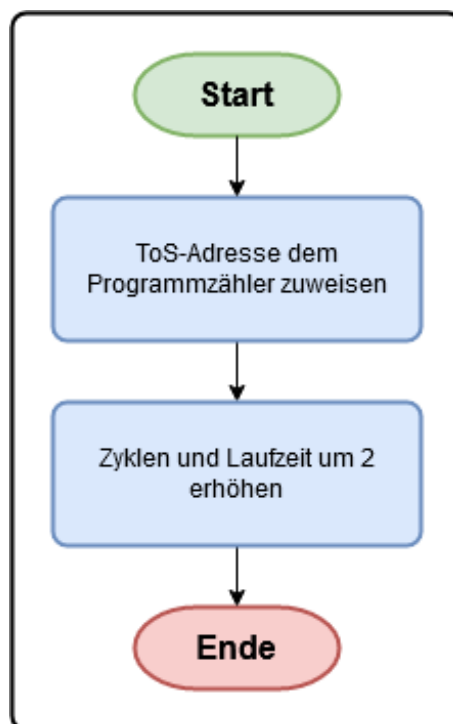 Start
ToS-Adresse dem
Programmzähler zuweisen
Zyklen und Laufzeit um 2
erhöhen
Ende